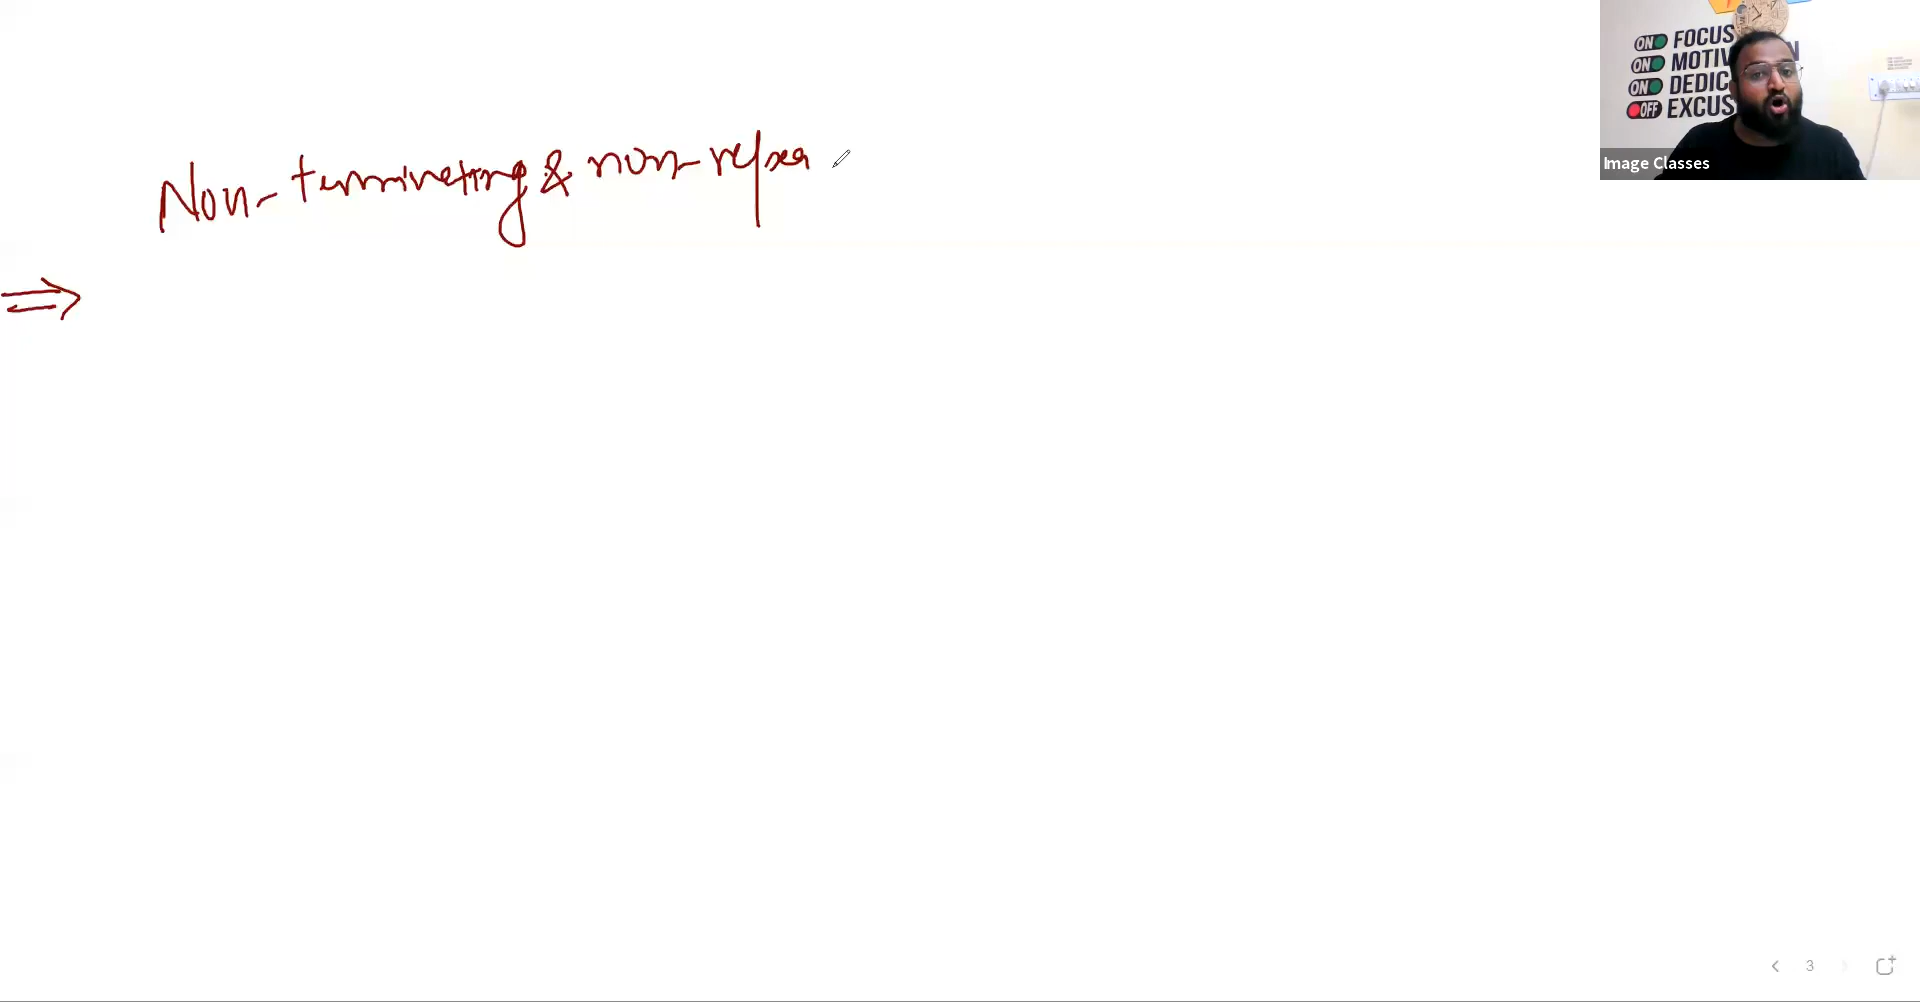 Non-terminating & non-repea
ON FOCUS
ON MOTIV N
ON DEDIC
OFF EXCUS
Image Classes
3